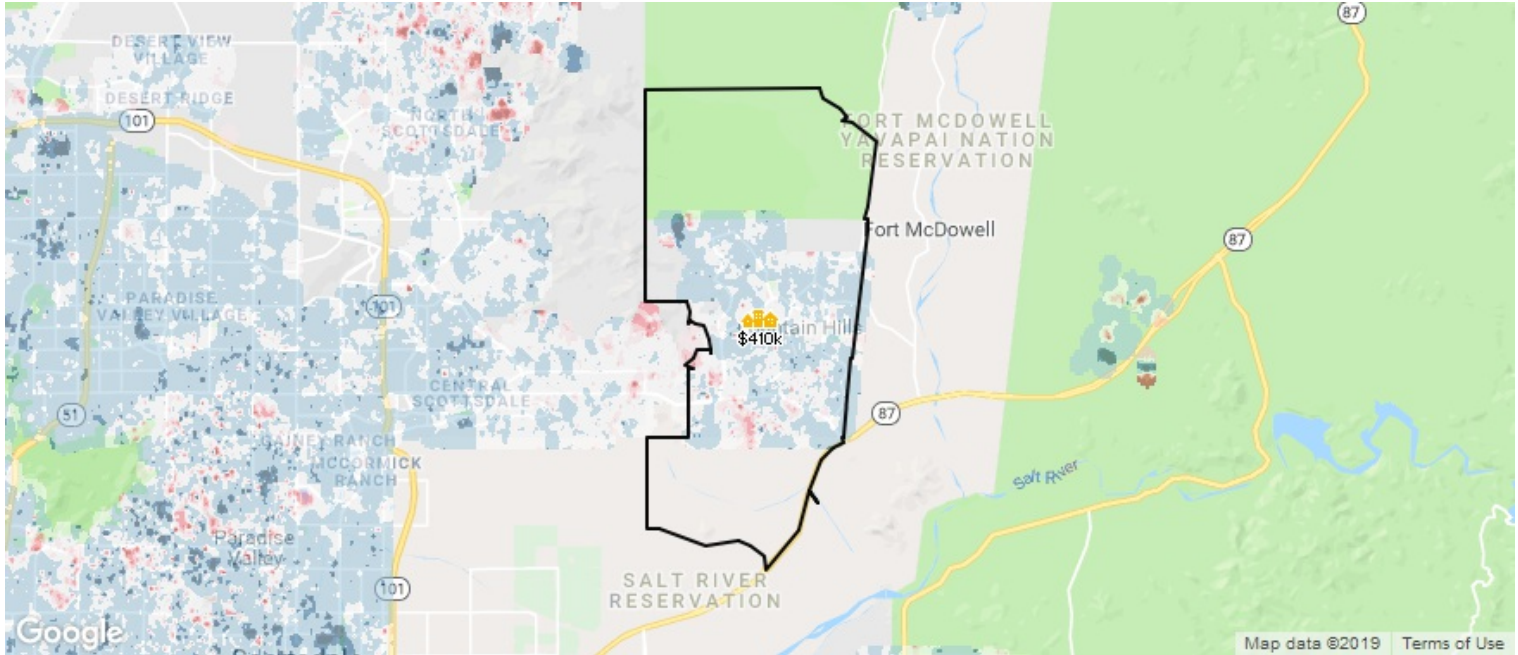 87
DESERT VIEW
VILLAGE
DESERT RIDGE
101
NORTH
SCOTTSDALE
FORT MCDOWELL
YAVAPAI NATION
RESERVATION
Fort McDowell
87
PARADISE
VALLEY VILLAGE
101
Fountain Hills
$410k
CENTRAL
SCOTTSDALE
51
87
GAINEY RANCH
MCCORMICK
RANCH
Salt River
Paradise
Valley
101
SALT RIVER
RESERVATION
Google
Map data ©2019
Terms of Use